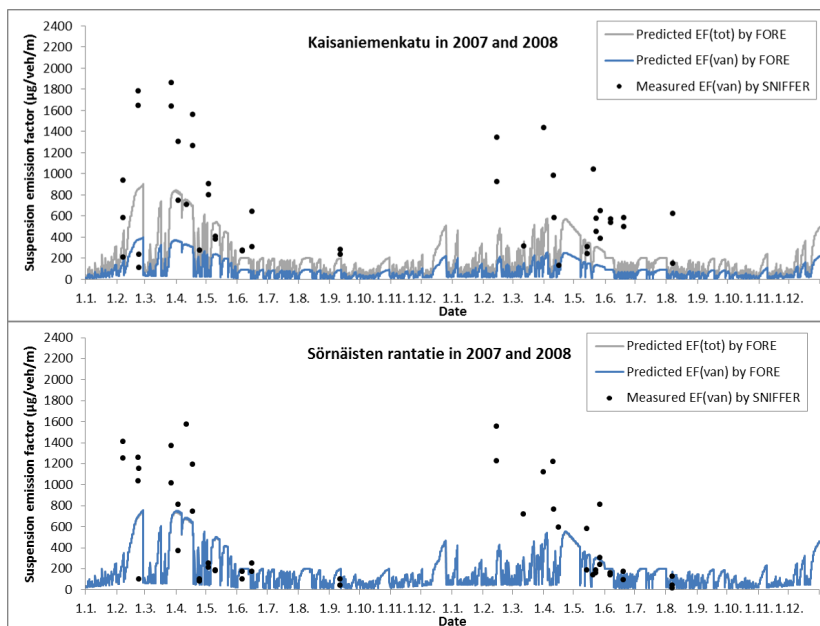 Kaisaniemenkatu in 2007 and 2008
Predicted EF(tot) by FORE
Predicted EF(van) by FORE
Measured EF(van) by SNIFFER
Suspension emission factor (µg/veh/m)
2400
2200
2000
1800
1600
1400
1200
1000
800
600
400
200
0
1.1. 1.2. 1.3. 1.4. 1.5. 1.6. 1.7. 1.8. 1.9. 1.10. 1.11. 1.12. 1.1. 1.2. 1.3. 1.4. 1.5. 1.6. 1.7. 1.8. 1.9. 1.10. 1.11. 1.12.
Date
Sörnäisten rantatie in 2007 and 2008
Predicted EF(tot) by FORE
Predicted EF(van) by FORE
Measured EF(van) by SNIFFER
Suspension emission factor (µg/veh/m)
2400
2200
2000
1800
1600
1400
1200
1000
800
600
400
200
0
1.1. 1.2. 1.3. 1.4. 1.5. 1.6. 1.7. 1.8. 1.9. 1.10. 1.11. 1.12. 1.1. 1.2. 1.3. 1.4. 1.5. 1.6. 1.7. 1.8. 1.9. 1.10. 1.11. 1.12.
Date